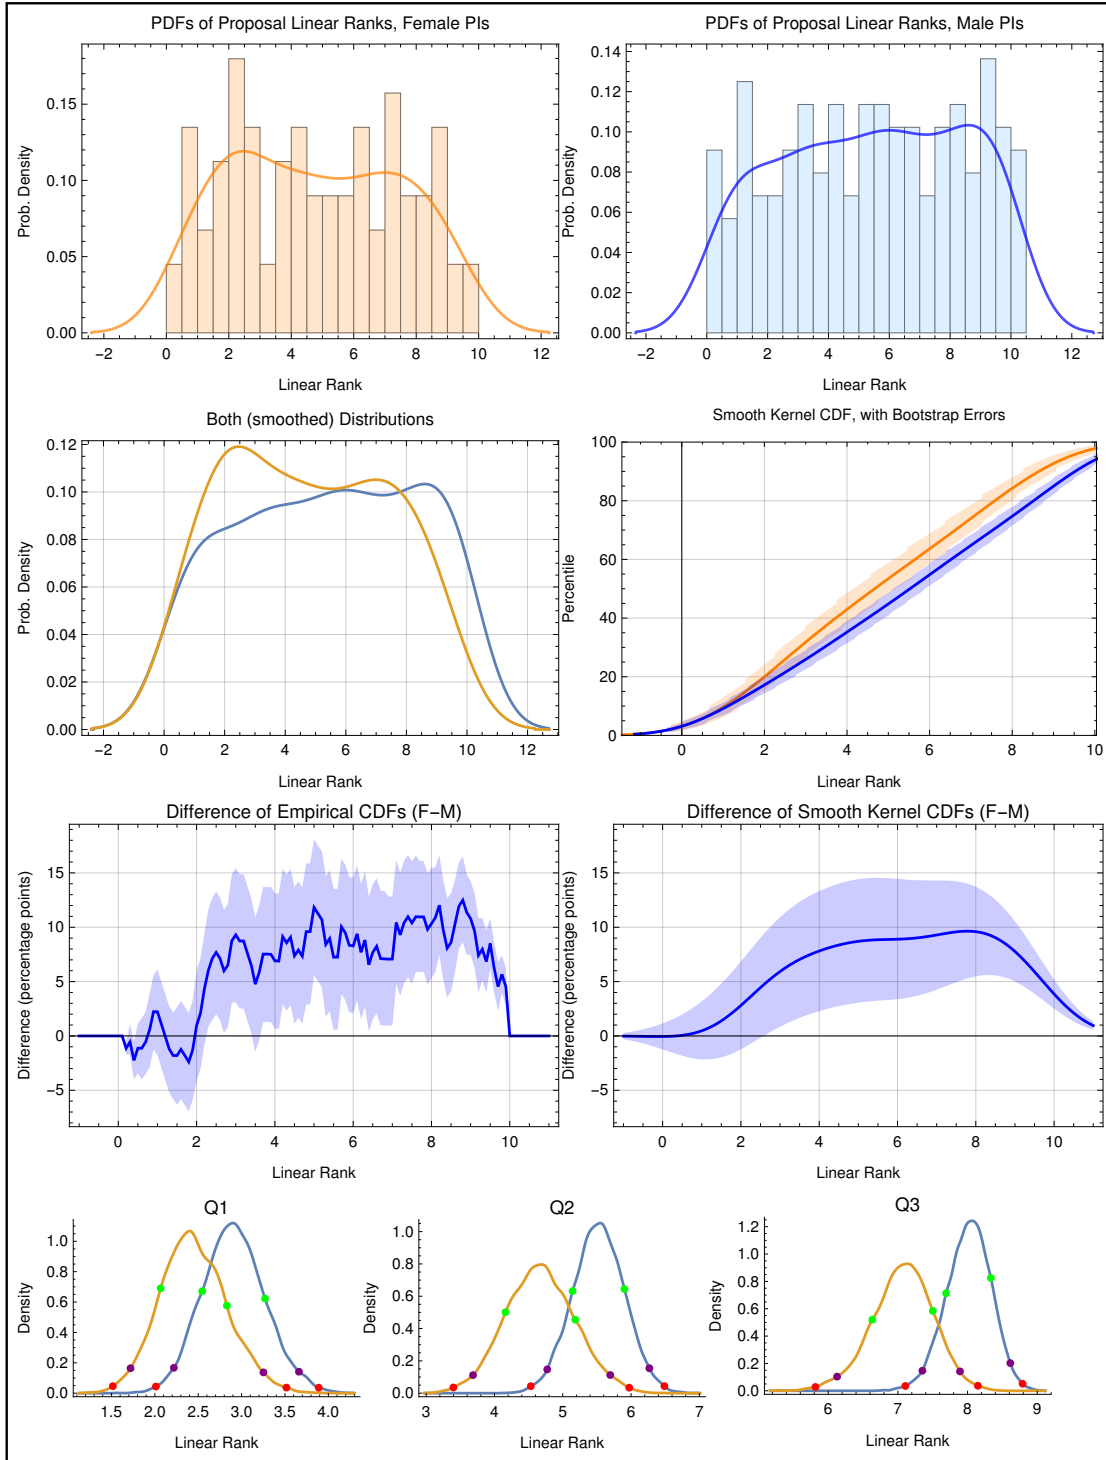 PDFs of Proposal Linear Ranks, Female PIs
Prob. Density
0.15
0.10
0.05
0.00
−2 0 2 4 6 8 10 12
Linear Rank
PDFs of Proposal Linear Ranks, Male PIs
Prob. Density
0.14
0.12
0.10
0.08
0.06
0.04
0.02
0.00
−2 0 2 4 6 8 10 12
Linear Rank
Both (smoothed) Distributions
Prob. Density
0.12
0.10
0.08
0.06
0.04
0.02
0.00
−2 0 2 4 6 8 10 12
Linear Rank
Smooth Kernel CDF, with Bootstrap Errors
Percentile
100
80
60
40
20
0
0 2 4 6 8 10
Linear Rank
Difference of Empirical CDFs (F−M)
Difference (percentage points)
15
10
5
0
−5
0 2 4 6 8 10
Linear Rank
Difference of Smooth Kernel CDFs (F−M)
Difference (percentage points)
15
10
5
0
−5
0 2 4 6 8 10
Linear Rank
Q1
Density
1.0
0.8
0.6
0.4
0.2
0.0
1.5 2.0 2.5 3.0 3.5 4.0
Linear Rank
Q2
Density
1.0
0.8
0.6
0.4
0.2
0.0
3 4 5 6 7
Linear Rank
Q3
Density
1.2
1.0
0.8
0.6
0.4
0.2
0.0
6 7 8 9
Linear Rank